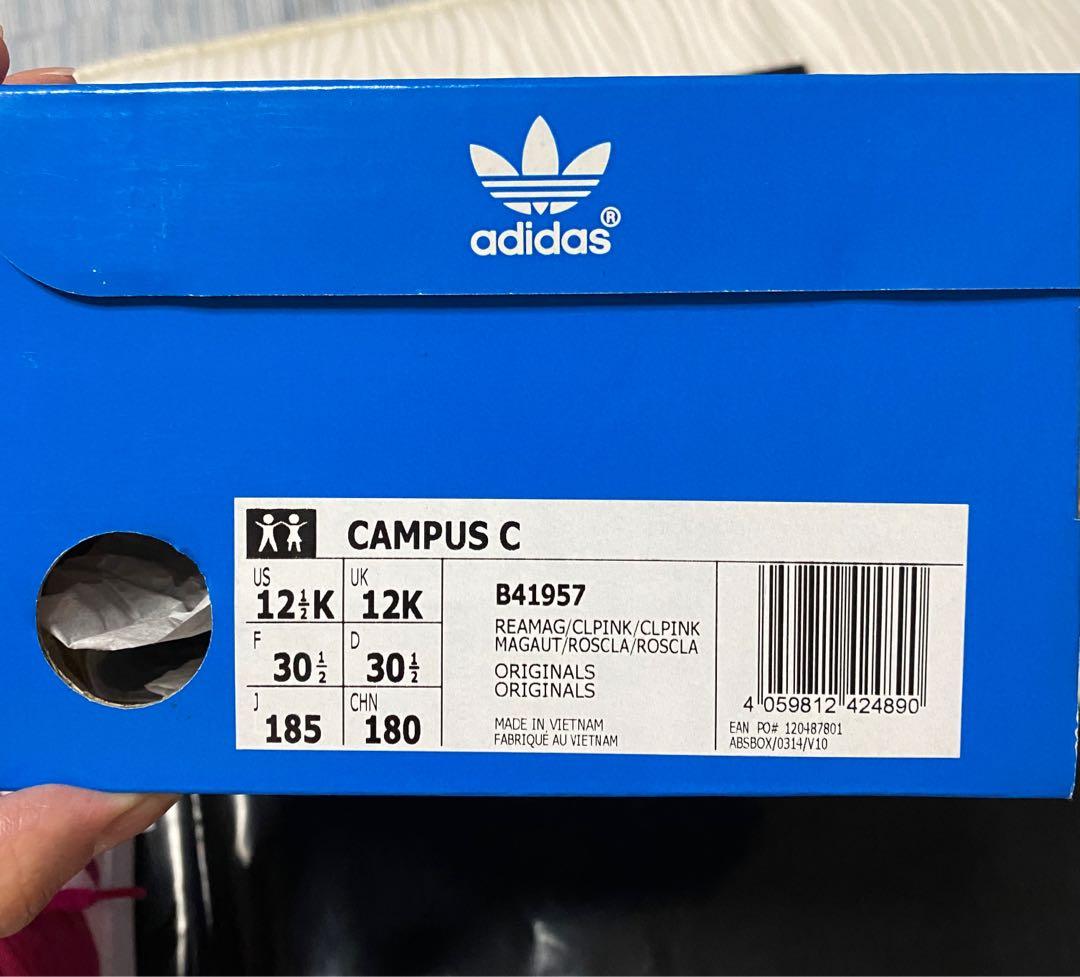 adidas®
CAMPUS C
US
12½K
UK
12K
F
30½
D
30½
J
185
CHN
180
B41957
REAMAG/CLPINK/CLPINK
MAGAUT/ROSCLA/ROSCLA
ORIGINALS
ORIGINALS
MADE IN VIETNAM
FABRIQUÉ AU VIETNAM
4 059812 424890
EAN PO# 120487801
ABSBOX/0314/V10